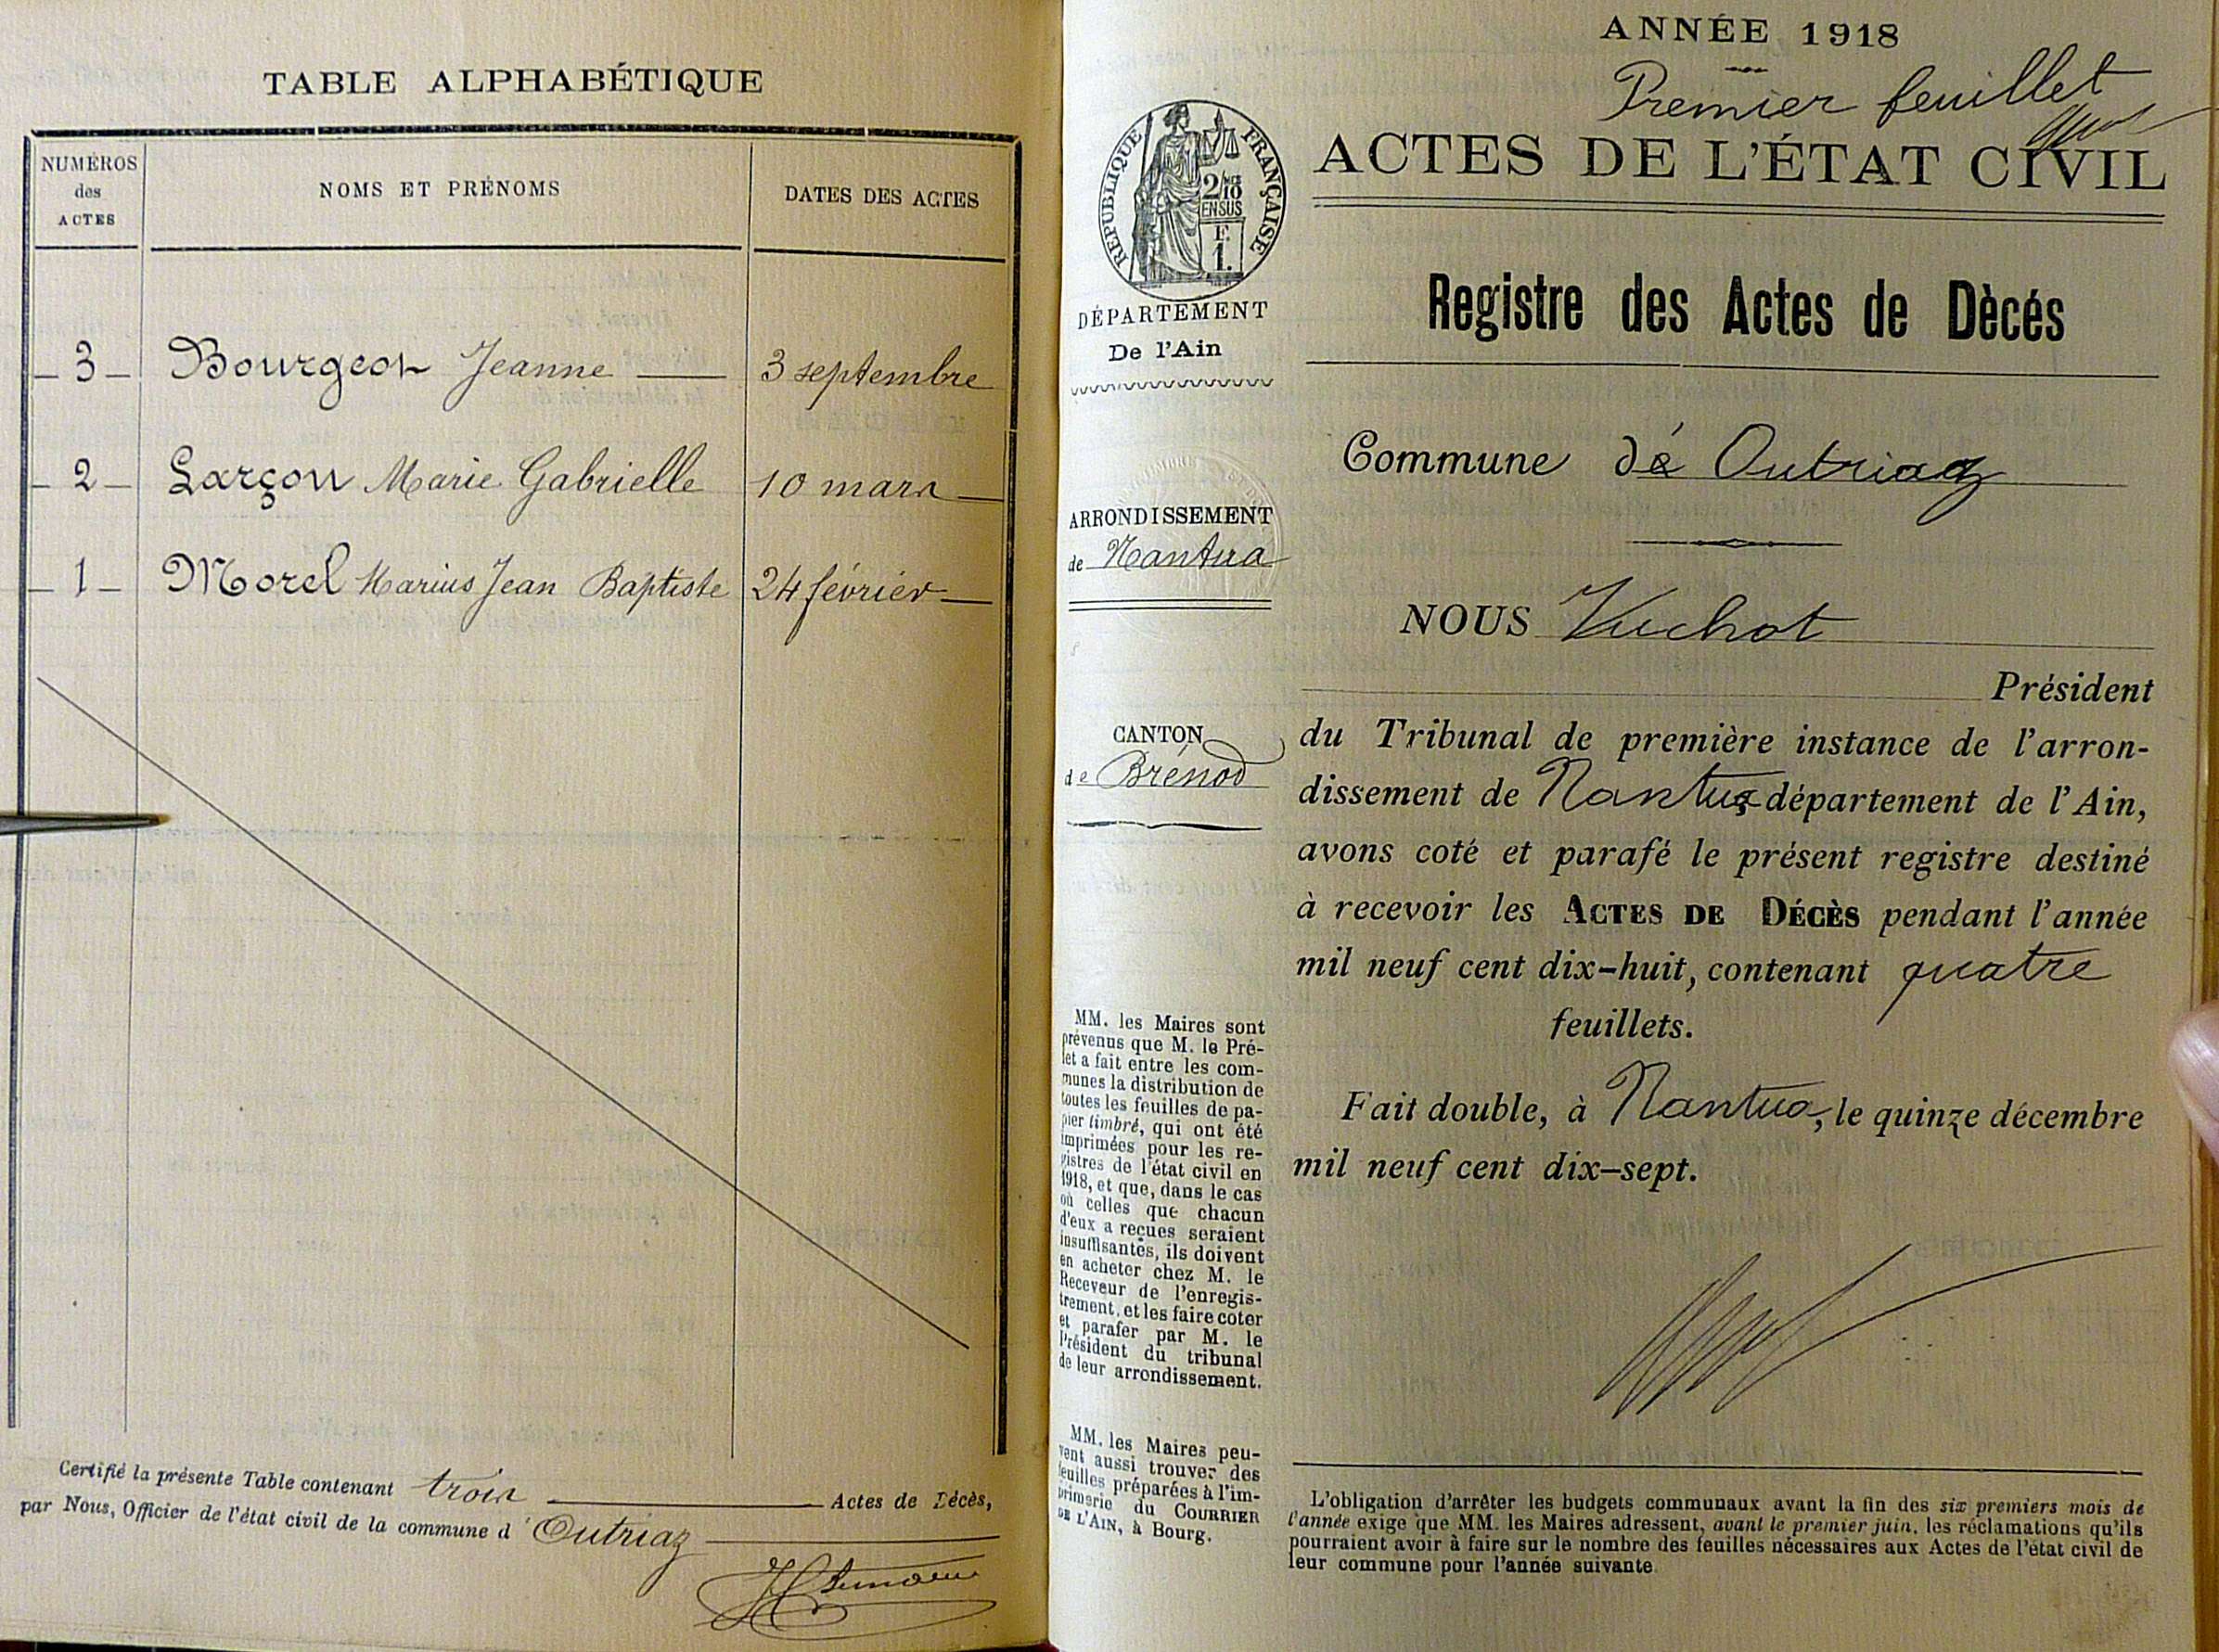 TABLE ALPHABÉTIQUE
NUMÉROS
des
ACTES
NOMS ET PRÉNOMS
DATES DES ACTES
3 Bourgeon Jeanne 3 septembre
2 Larçon Marie Gabrielle 10 mars
1 Morel Marius Jean Baptiste 24 février
Certifié la présente Table contenant trois Actes de Décès,
par Nous, Officier de l'état civil de la commune d'Outriaz
ANNÉE 1918
Premier feuillet
ACTES DE L'ÉTAT CIVIL
RÉPUBLIQUE FRANÇAISE
2/10
EN SUS
F.
1.
DÉPARTEMENT
De l'Ain
ARRONDISSEMENT
de Nantua
CANTON
de Brénod
MM. les Maires sont
prévenus que M. le Pré-
fet a fait entre les com-
munes la distribution de
toutes les feuilles de pa-
pier timbré, qui ont été
imprimées pour les re-
gistres de l'état civil en
1918, et que, dans le cas
où celles que chacun
d'eux a reçues seraient
insuffisantes, ils doivent
en acheter chez M. le
Receveur de l'enregis-
trement, et les faire coter
et parafer par M. le
Président du tribunal
de leur arrondissement.
MM. les Maires peu-
vent aussi trouver des
feuilles préparées à l'im-
primerie du COURRIER
DE L'AIN, à Bourg.
Registre des Actes de Dècés
Commune de Outriaz
NOUS Vuchot
Président
du Tribunal de première instance de l'arron-
dissement de Nantua département de l'Ain,
avons coté et parafé le présent registre destiné
à recevoir les ACTES DE DÉCÈS pendant l'année
mil neuf cent dix-huit, contenant quatre
feuillets.
Fait double, à Nantua, le quinze décembre
mil neuf cent dix-sept.
L'obligation d'arrêter les budgets communaux avant la fin des six premiers mois de
l'année exige que MM. les Maires adressent, avant le premier juin, les réclamations qu'ils
pourraient avoir à faire sur le nombre des feuilles nécessaires aux Actes de l'état civil de
leur commune pour l'année suivante